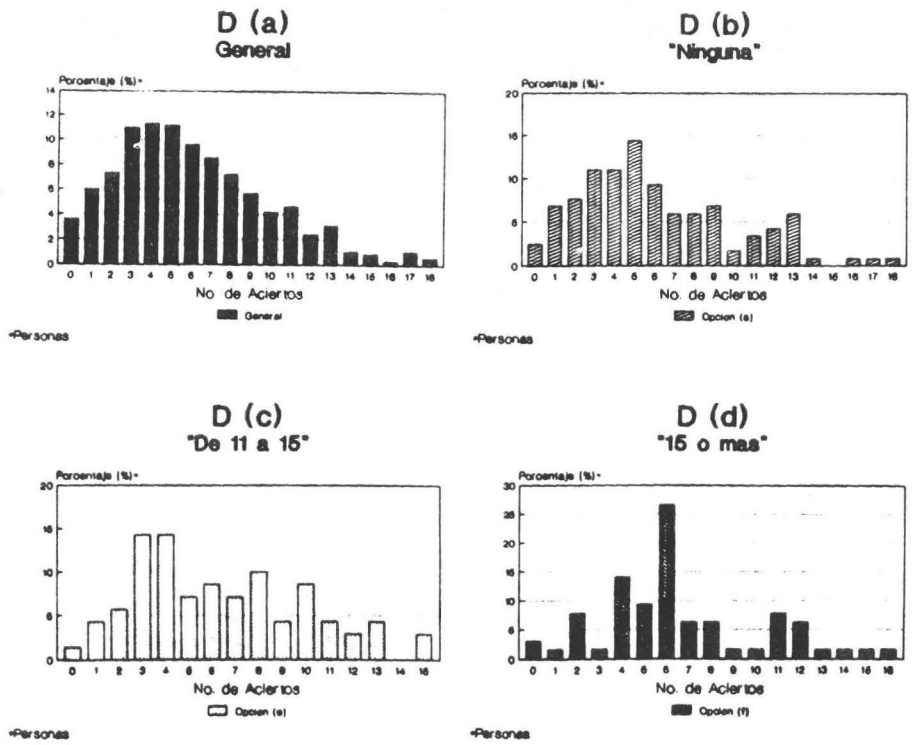 D (a)
General
Porcentaje (%)*
14
12
10
8
6
4
2
0
0 1 2 3 4 5 6 7 8 9 10 11 12 13 14 15 16 17 18
No. de Aciertos
General
*Personas
D (b)
"Ninguna"
Porcentaje (%)*
20
15
10
5
0
0 1 2 3 4 5 6 7 8 9 10 11 12 13 14 15 16 17 18
No. de Aciertos
Opcion (a)
*Personas
D (c)
"De 11 a 15"
Porcentaje (%)*
20
15
10
5
0
0 1 2 3 4 5 6 7 8 9 10 11 12 13 14
No. de Aciertos
Opcion (e)
*Personas
D (d)
"15 o mas"
Porcentaje (%)*
30
25
20
15
10
5
0
0 1 2 3 4 5 6 7 8 9 10 11 12 13 14 15
No. de Aciertos
Opcion (f)
*Personas